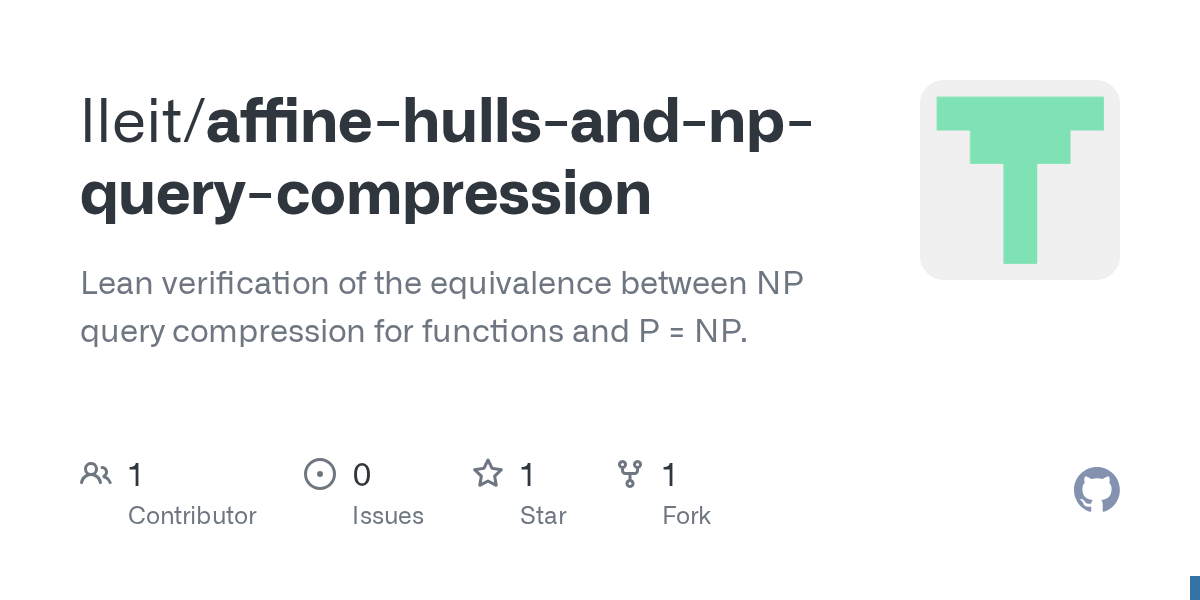 lleit/affine-hulls-and-np-
query-compression
Lean verification of the equivalence between NP
query compression for functions and P = NP.
1 0 1 1
Contributor Issues Star Fork